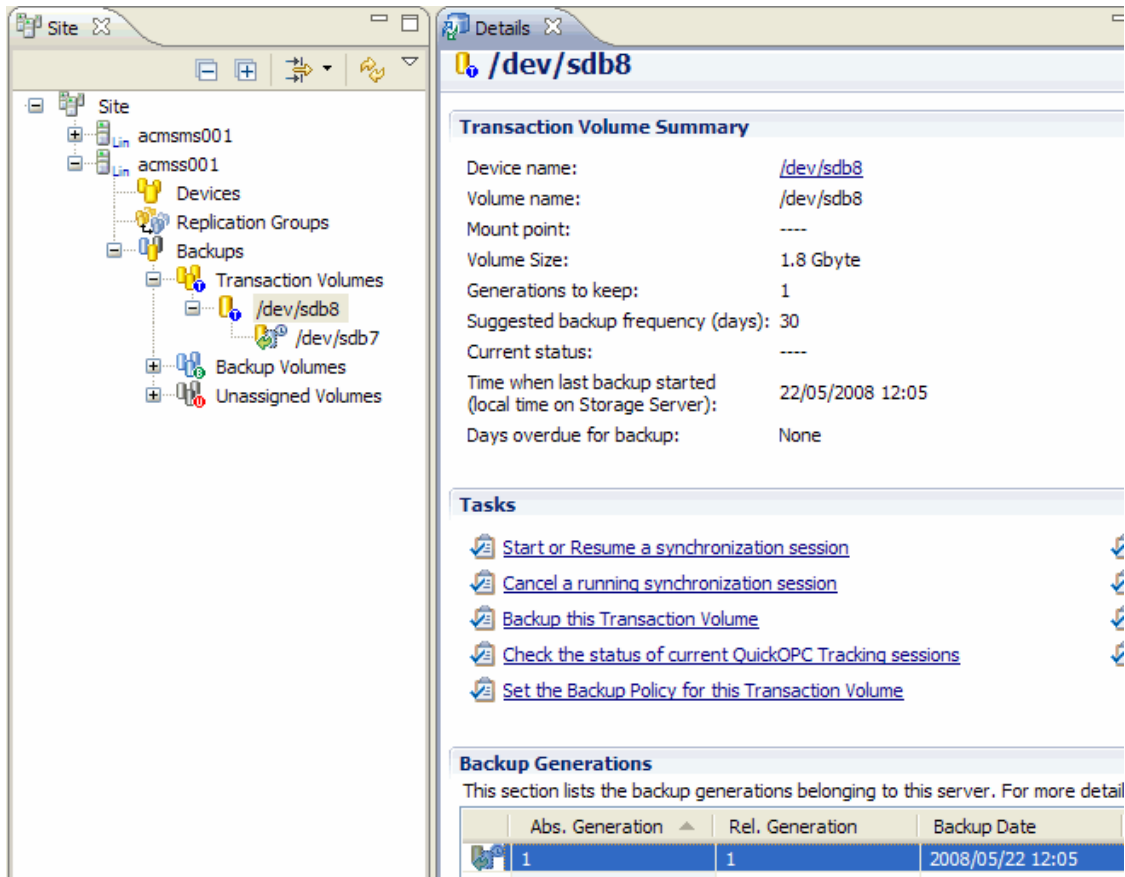 Site
Site
Lin acmsms001
Lin acmss001
Devices
Replication Groups
Backups
Transaction Volumes
/dev/sdb8
/dev/sdb7
Backup Volumes
Unassigned Volumes
Details
/dev/sdb8
Transaction Volume Summary
Device name: /dev/sdb8
Volume name: /dev/sdb8
Mount point: ----
Volume Size: 1.8 Gbyte
Generations to keep: 1
Suggested backup frequency (days): 30
Current status: ----
Time when last backup started
(local time on Storage Server): 22/05/2008 12:05
Days overdue for backup: None
Tasks
Start or Resume a synchronization session
Cancel a running synchronization session
Backup this Transaction Volume
Check the status of current QuickOPC Tracking sessions
Set the Backup Policy for this Transaction Volume
Backup Generations
This section lists the backup generations belonging to this server. For more detail
Abs. Generation Rel. Generation Backup Date
1 1 2008/05/22 12:05